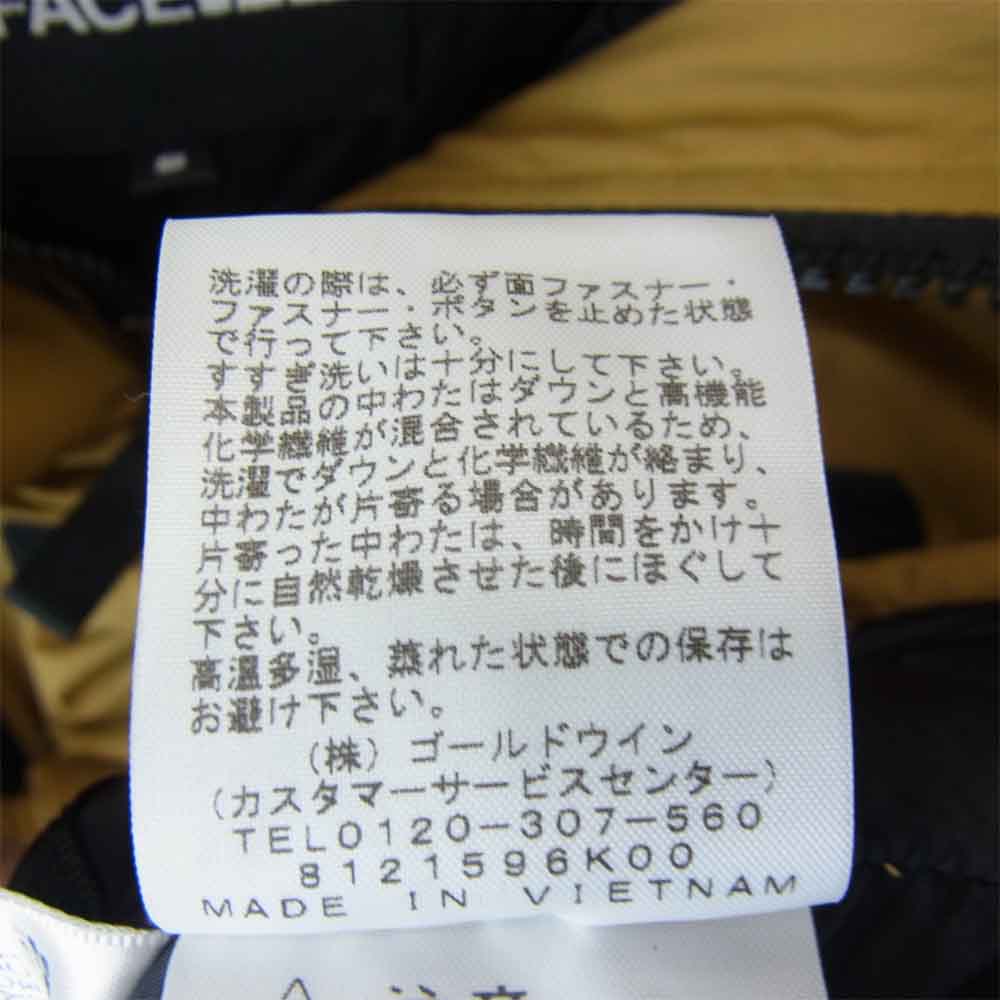 FACE
洗濯の際は、必ず面ファスナー・
ファスナー・ボタンを止めた状態
で行って下さい。
すすぎ洗いは十分にして下さい。
本製品の中わたはダウンと高機能
化学繊維が混合されているため、
洗濯でダウンと化学繊維が絡まり、
中わたが片寄る場合があります。
片寄った中わたは、時間をかけ十
分に自然乾燥させた後にほぐして
下さい。
高温多湿、蒸れた状態での保存は
お避け下さい。
(株)ゴールドウイン
(カスタマーサービスセンター)
TEL0120-307-560
8121596K00
MADE IN VIETNAM
注意